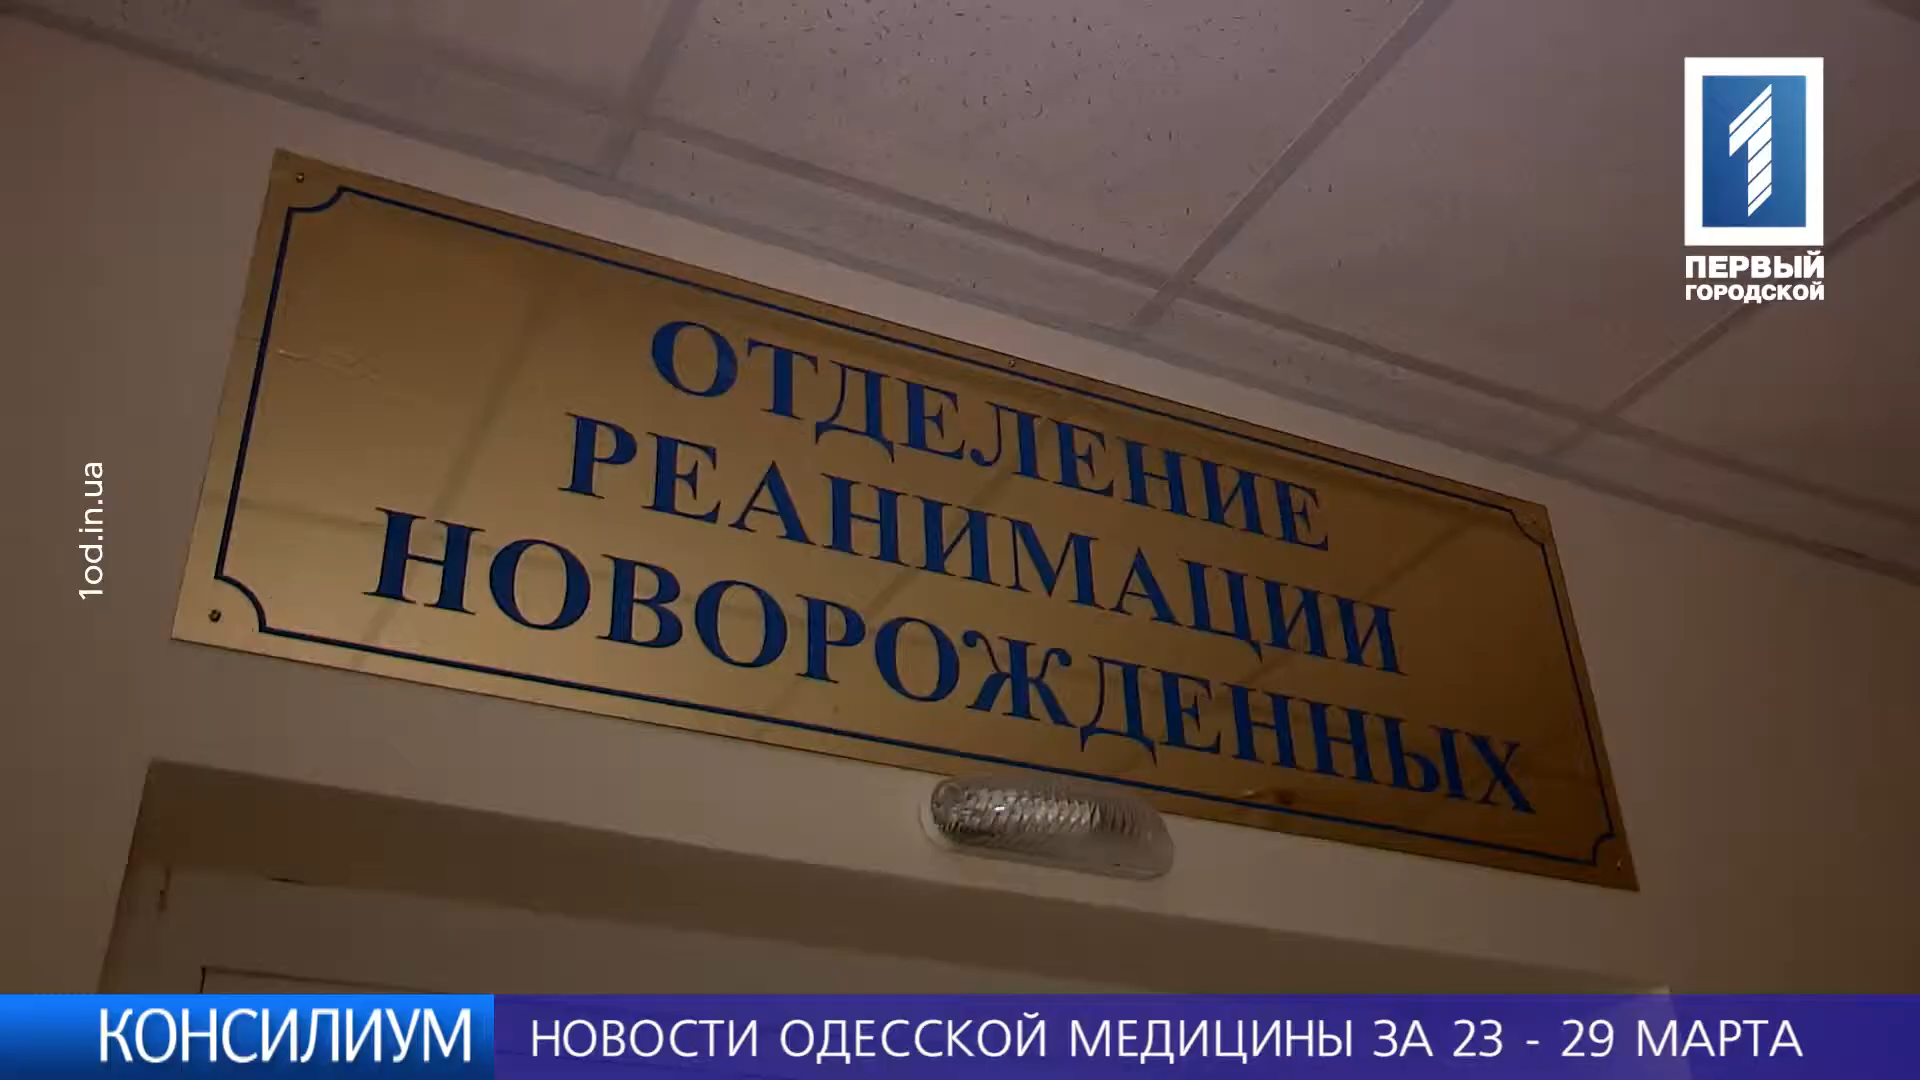 ПЕРВЫЙ
ГОРОДСКОЙ
ОТДЕЛЕНИЕ
РЕАНИМАЦИИ
НОВОРОЖДЕННЫХ
1od.in.ua
КОНСИЛИУМ
НОВОСТИ ОДЕССКОЙ МЕДИЦИНЫ ЗА 23 - 29 МАРТА